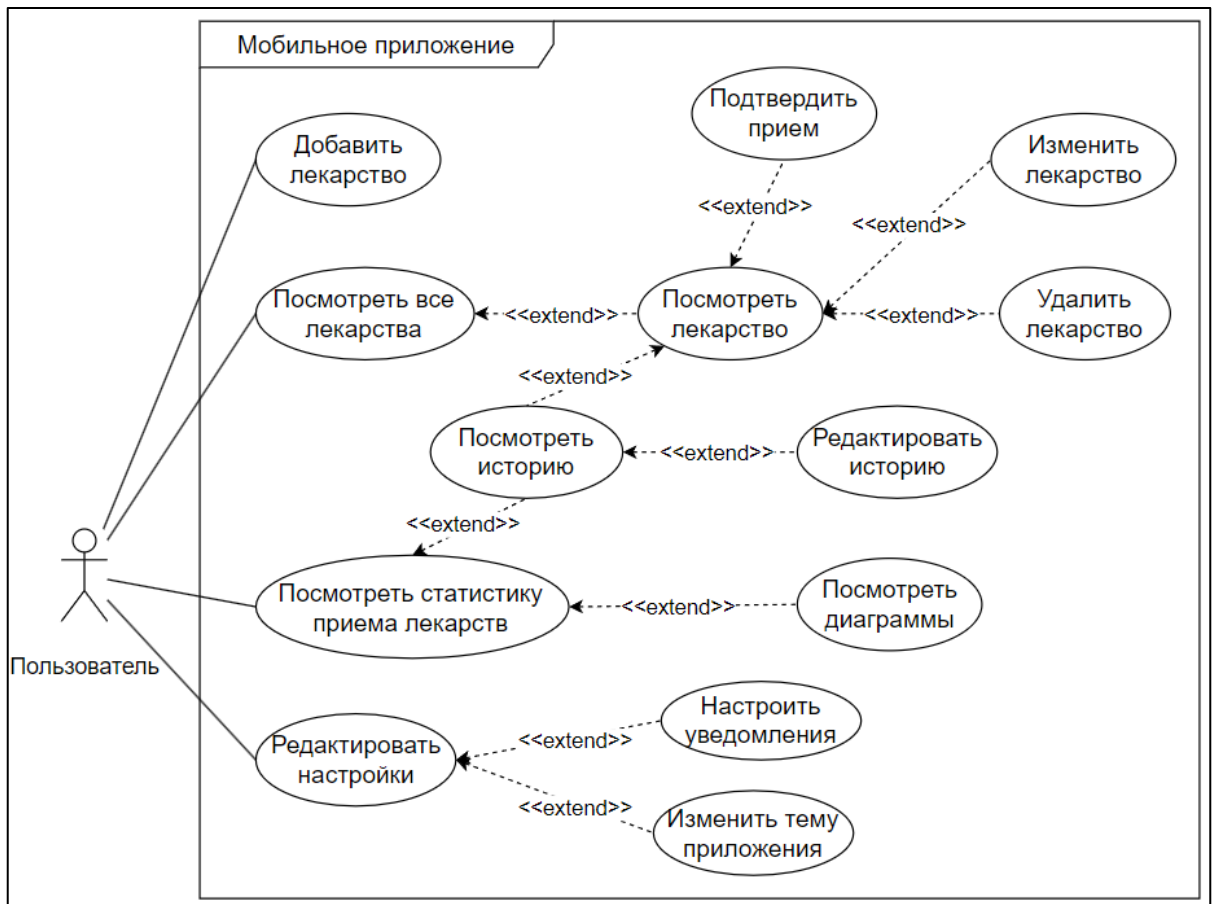 Мобильное приложение
Подтвердить
прием
Добавить
лекарство
Изменить
лекарство
<<extend>>
<<extend>>
Посмотреть все
лекарства
<<extend>>
Посмотреть
лекарство
<<extend>>
Удалить
лекарство
<<extend>>
Посмотреть
историю
<<extend>>
Редактировать
историю
<<extend>>
Посмотреть статистику
приема лекарств
<<extend>>
Посмотреть
диаграммы
Пользователь
Настроить
уведомления
<<extend>>
Редактировать
настройки
<<extend>>
Изменить тему
приложения